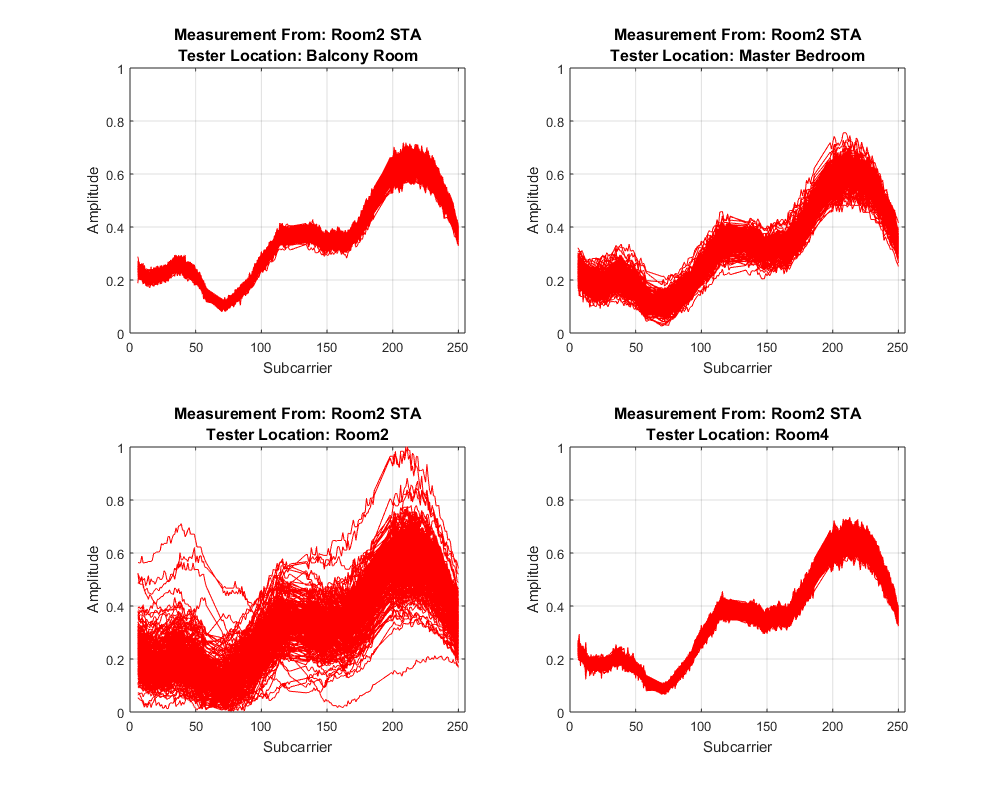 Measurement From: Room2 STA
Tester Location: Balcony Room
1
0.8
0.6
0.4
0.2
0
Amplitude
0 50 100 150 200 250
Subcarrier
Measurement From: Room2 STA
Tester Location: Master Bedroom
1
0.8
0.6
0.4
0.2
0
Amplitude
0 50 100 150 200 250
Subcarrier
Measurement From: Room2 STA
Tester Location: Room2
1
0.8
0.6
0.4
0.2
0
Amplitude
0 50 100 150 200 250
Subcarrier
Measurement From: Room2 STA
Tester Location: Room4
1
0.8
0.6
0.4
0.2
0
Amplitude
0 50 100 150 200 250
Subcarrier